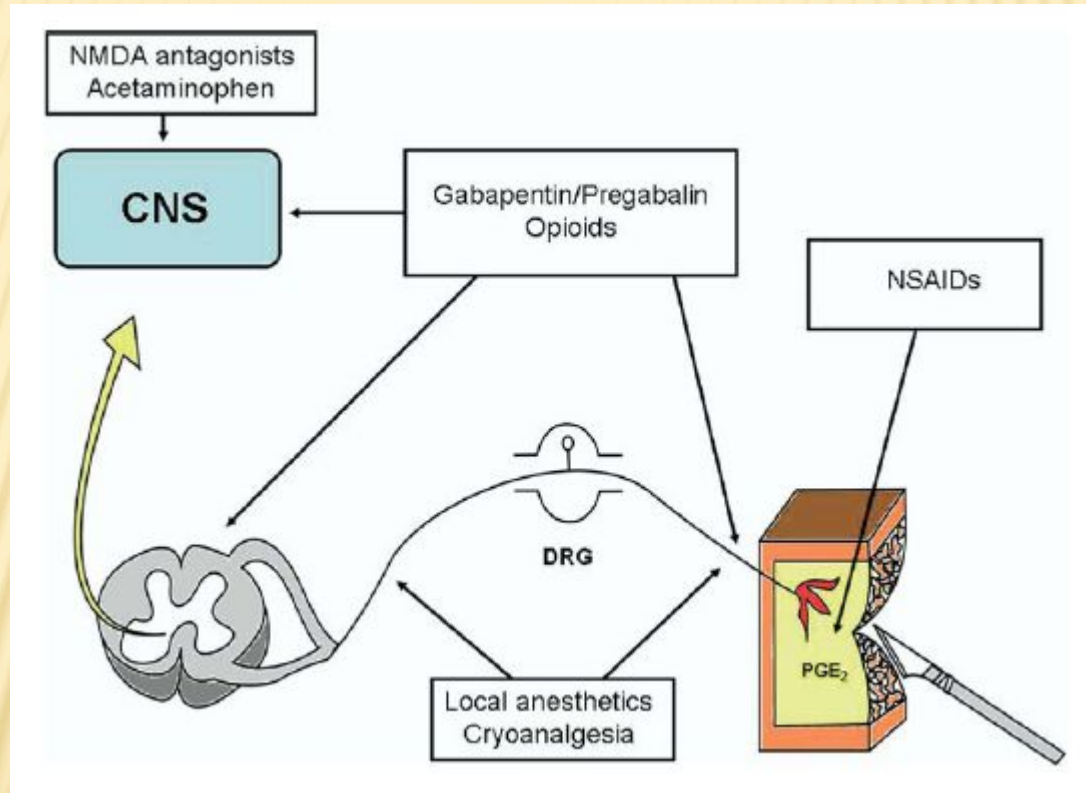 NMDA antagonists
Acetaminophen
CNS
Gabapentin/Pregabalin
Opioids
NSAIDs
DRG
PGE₂
Local anesthetics
Cryoanalgesia